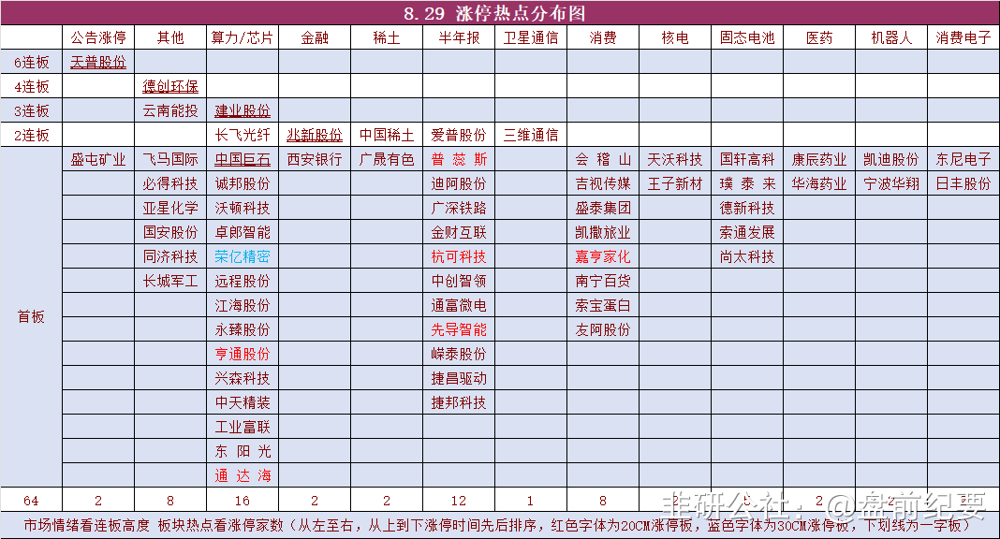 8.29 涨停热点分布图
公告涨停 其他 算力/芯片 金融 稀土 半年报 卫星通信 消费 核电 固态电池 医药 机器人 消费电子
6连板 天普股份
4连板 德创环保
3连板 云南能投 建业股份
2连板 长飞光纤 兆新股份 中国稀土 爱普股份 三维通信
首板
盛屯矿业 飞马国际 中国巨石 西安银行 广晟有色 普蕊斯 会稽山 天沃科技 国轩高科 康辰药业 凯迪股份 东尼电子
必得科技 诚邦股份 迪阿股份 吉视传媒 王子新材 璞泰来 华海药业 宁波华翔 日丰股份
亚星化学 沃顿科技 广深铁路 盛泰集团 德新科技
国安股份 卓郎智能 金财互联 凯撒旅业 索通发展
同济科技 荣亿精密 杭可科技 嘉亨家化 尚太科技
长城军工 远程股份 中创智领 南宁百货
江海股份 通富微电 索宝蛋白
永臻股份 先导智能 友阿股份
亨通股份 嵘泰股份
兴森科技 捷昌驱动
中天精装 捷邦科技
工业富联
东阳光
通达海
64 2 8 16 2 2 12 1 8 2 5 2 2 2
市场情绪看连板高度 板块热点看涨停家数（从左至右，从上到下涨停时间先后排序，红色字体为20CM涨停板，蓝色字体为30CM涨停板，下划线为一字板）
韭研公社：@盘前纪要